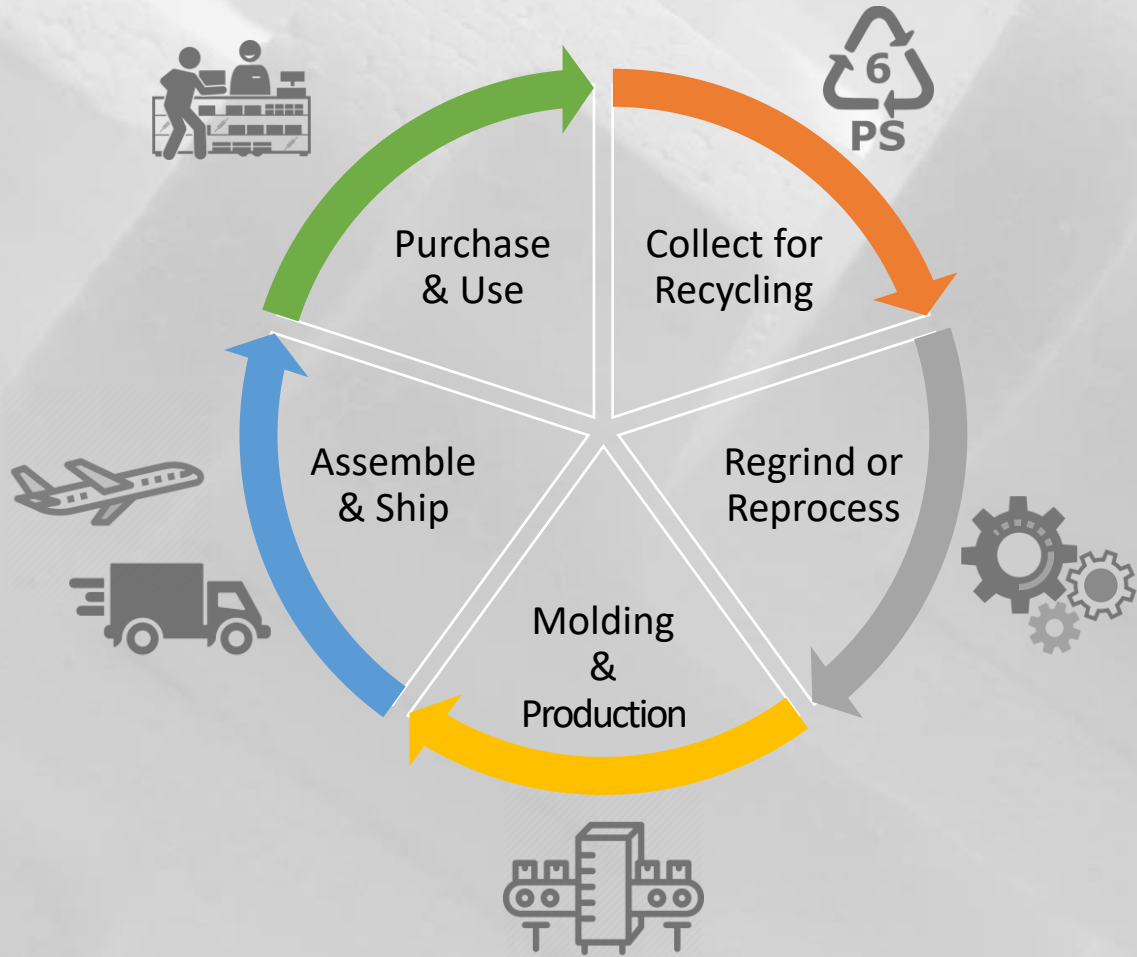 6
PS
Purchase
& Use
Collect for
Recycling
Assemble
& Ship
Regrind or
Reprocess
Molding
&
Production